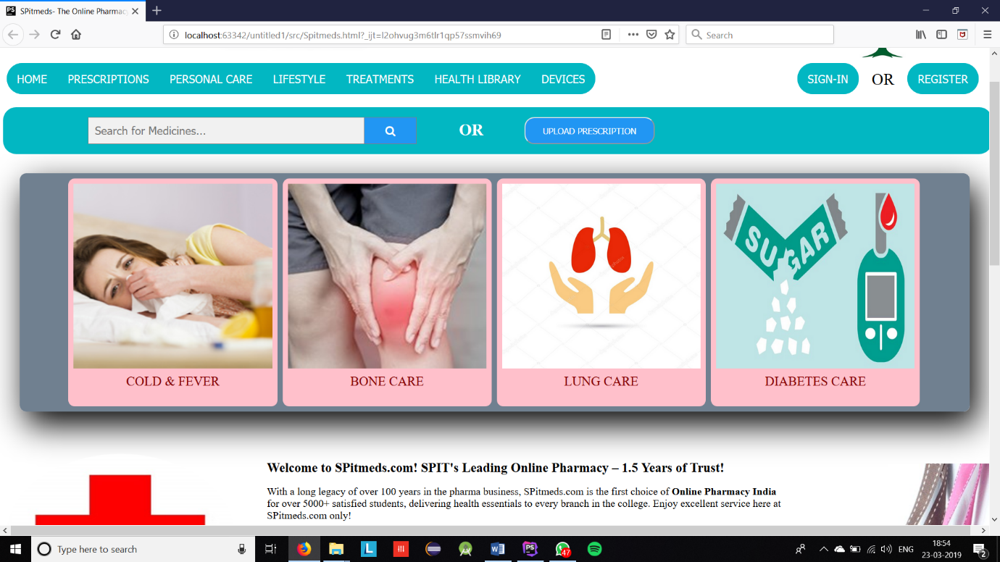 SPitmeds- The Online Pharmac
localhost:63342/untitled1/src/Spitmeds.html?_ijt=l2ohvug3m6tlr1qp57ssmvih69
Search
HOME PRESCRIPTIONS PERSONAL CARE LIFESTYLE TREATMENTS HEALTH LIBRARY DEVICES
SIGN-IN OR REGISTER
Search for Medicines... OR UPLOAD PRESCRIPTION
SUGAR
COLD & FEVER BONE CARE LUNG CARE DIABETES CARE
Welcome to SPitmeds.com! SPIT's Leading Online Pharmacy – 1.5 Years of Trust!
With a long legacy of over 100 years in the pharma business, SPitmeds.com is the first choice of Online Pharmacy India
for over 5000+ satisfied students, delivering health essentials to every branch in the college. Enjoy excellent service here at
SPitmeds.com only!
Type here to search
L
PS
W
47
ENG
18:54
23-03-2019
2